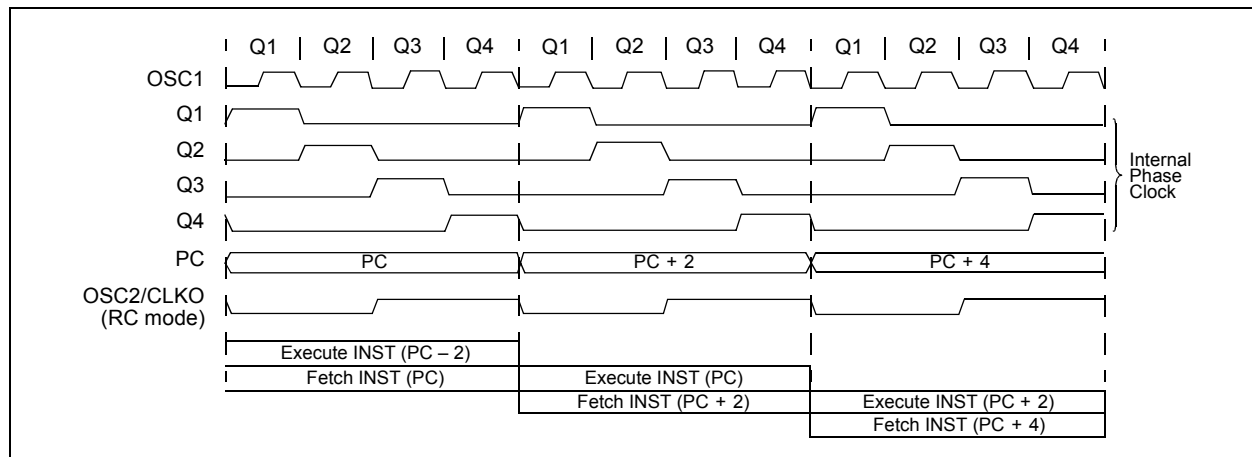 Q1 Q2 Q3 Q4 Q1 Q2 Q3 Q4 Q1 Q2 Q3 Q4
OSC1
Q1
Q2
Q3
Q4
Internal
Phase
Clock
PC PC PC + 2 PC + 4
OSC2/CLKO
(RC mode)
Execute INST (PC – 2)
Fetch INST (PC) Execute INST (PC)
Fetch INST (PC + 2) Execute INST (PC + 2)
Fetch INST (PC + 4)